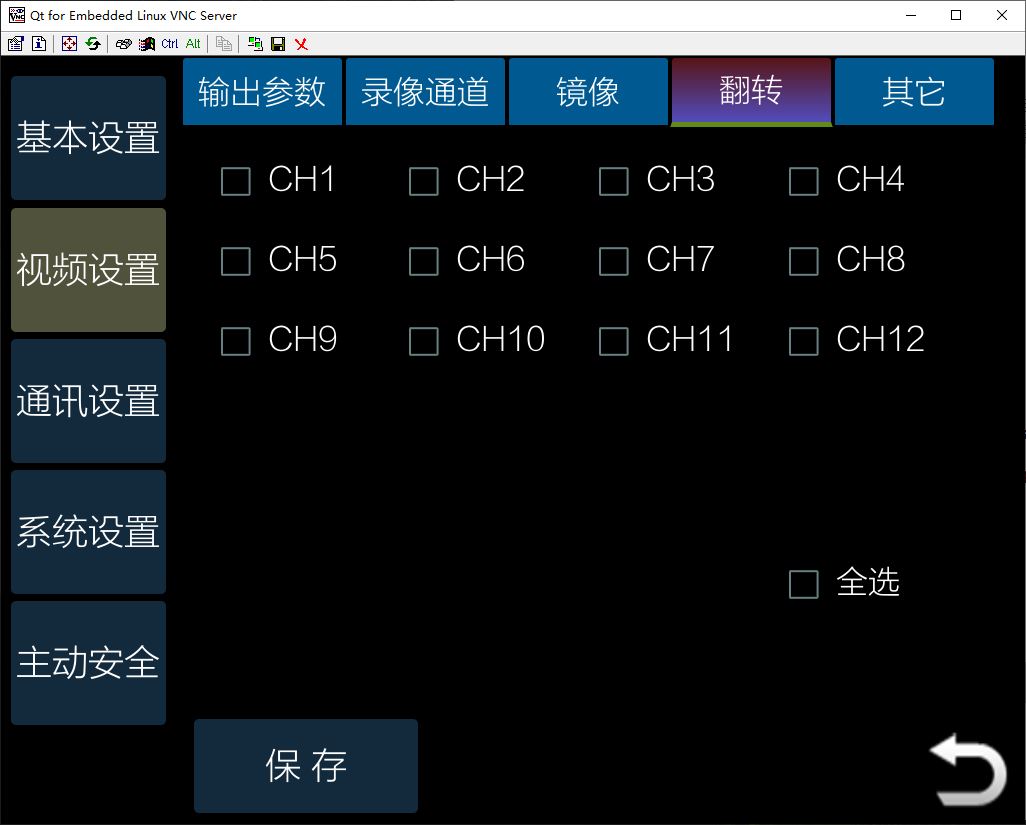 Qt for Embedded Linux VNC Server
Ctrl Alt
输出参数 录像通道 镜像 翻转 其它
基本设置
视频设置
通讯设置
系统设置
主动安全
CH1 CH2 CH3 CH4
CH5 CH6 CH7 CH8
CH9 CH10 CH11 CH12
全选
保存